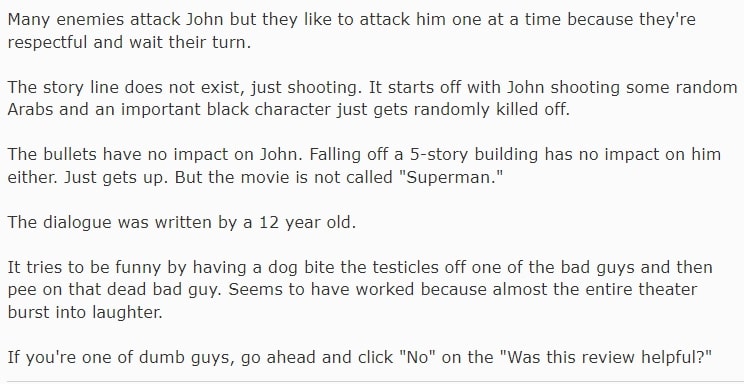 Many enemies attack John but they like to attack him one at a time because they're
respectful and wait their turn.
The story line does not exist, just shooting. It starts off with John shooting some random
Arabs and an important black character just gets randomly killed off.
The bullets have no impact on John. Falling off a 5-story building has no impact on him
either. Just gets up. But the movie is not called "Superman."
The dialogue was written by a 12 year old.
It tries to be funny by having a dog bite the testicles off one of the bad guys and then
pee on that dead bad guy. Seems to have worked because almost the entire theater
burst into laughter.
If you're one of dumb guys, go ahead and click "No" on the "Was this review helpful?"